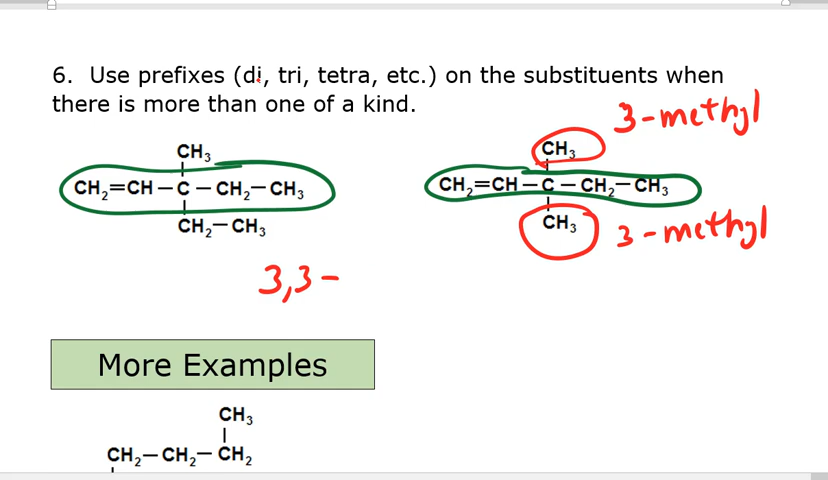 6. Use prefixes (di, tri, tetra, etc.) on the substituents when
there is more than one of a kind.
3-methyl
CH₃
CH₂=CH－C－CH₂－CH₃
CH₂－CH₃
CH₃
CH₂=CH－C－CH₂－CH₃
CH₃
3-methyl
3,3-
More Examples
CH₃
CH₂－CH₂－CH₂